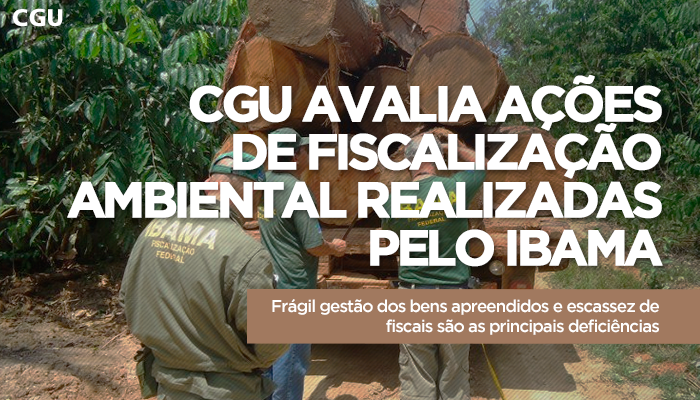 CGU
CGU AVALIA AÇÕES
DE FISCALIZAÇÃO
AMBIENTAL REALIZADAS
PELO IBAMA
IBAMA
FISCALIZAÇÃO
FEDERAL
FEDERAL
Frágil gestão dos bens apreendidos e escassez de
fiscais são as principais deficiências